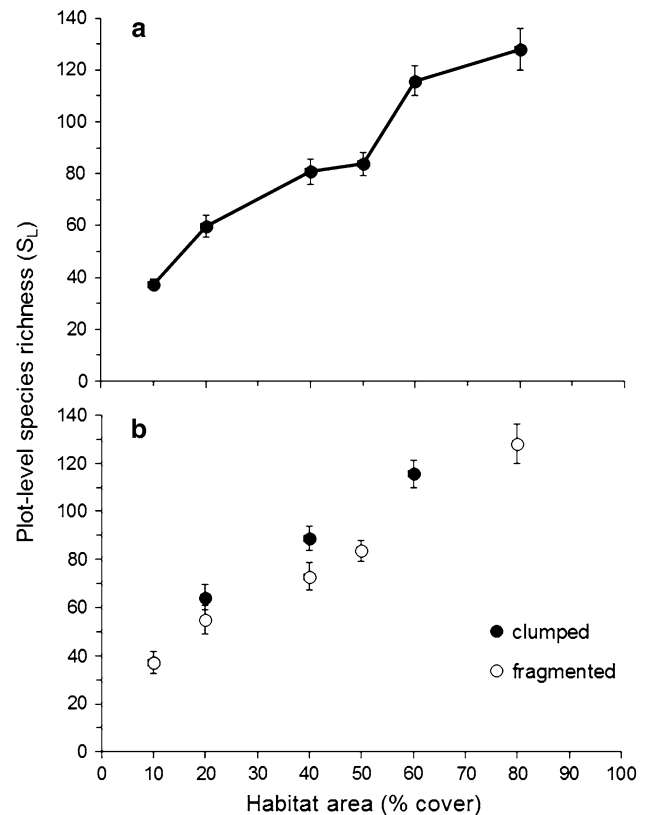 a
140
120
100
80
60
40
20
0
b
140
120
100
80
60
40
20
0
0 10 20 30 40 50 60 70 80 90 100
Habitat area (% cover)
Plot-level species richness (SL)
clumped
fragmented